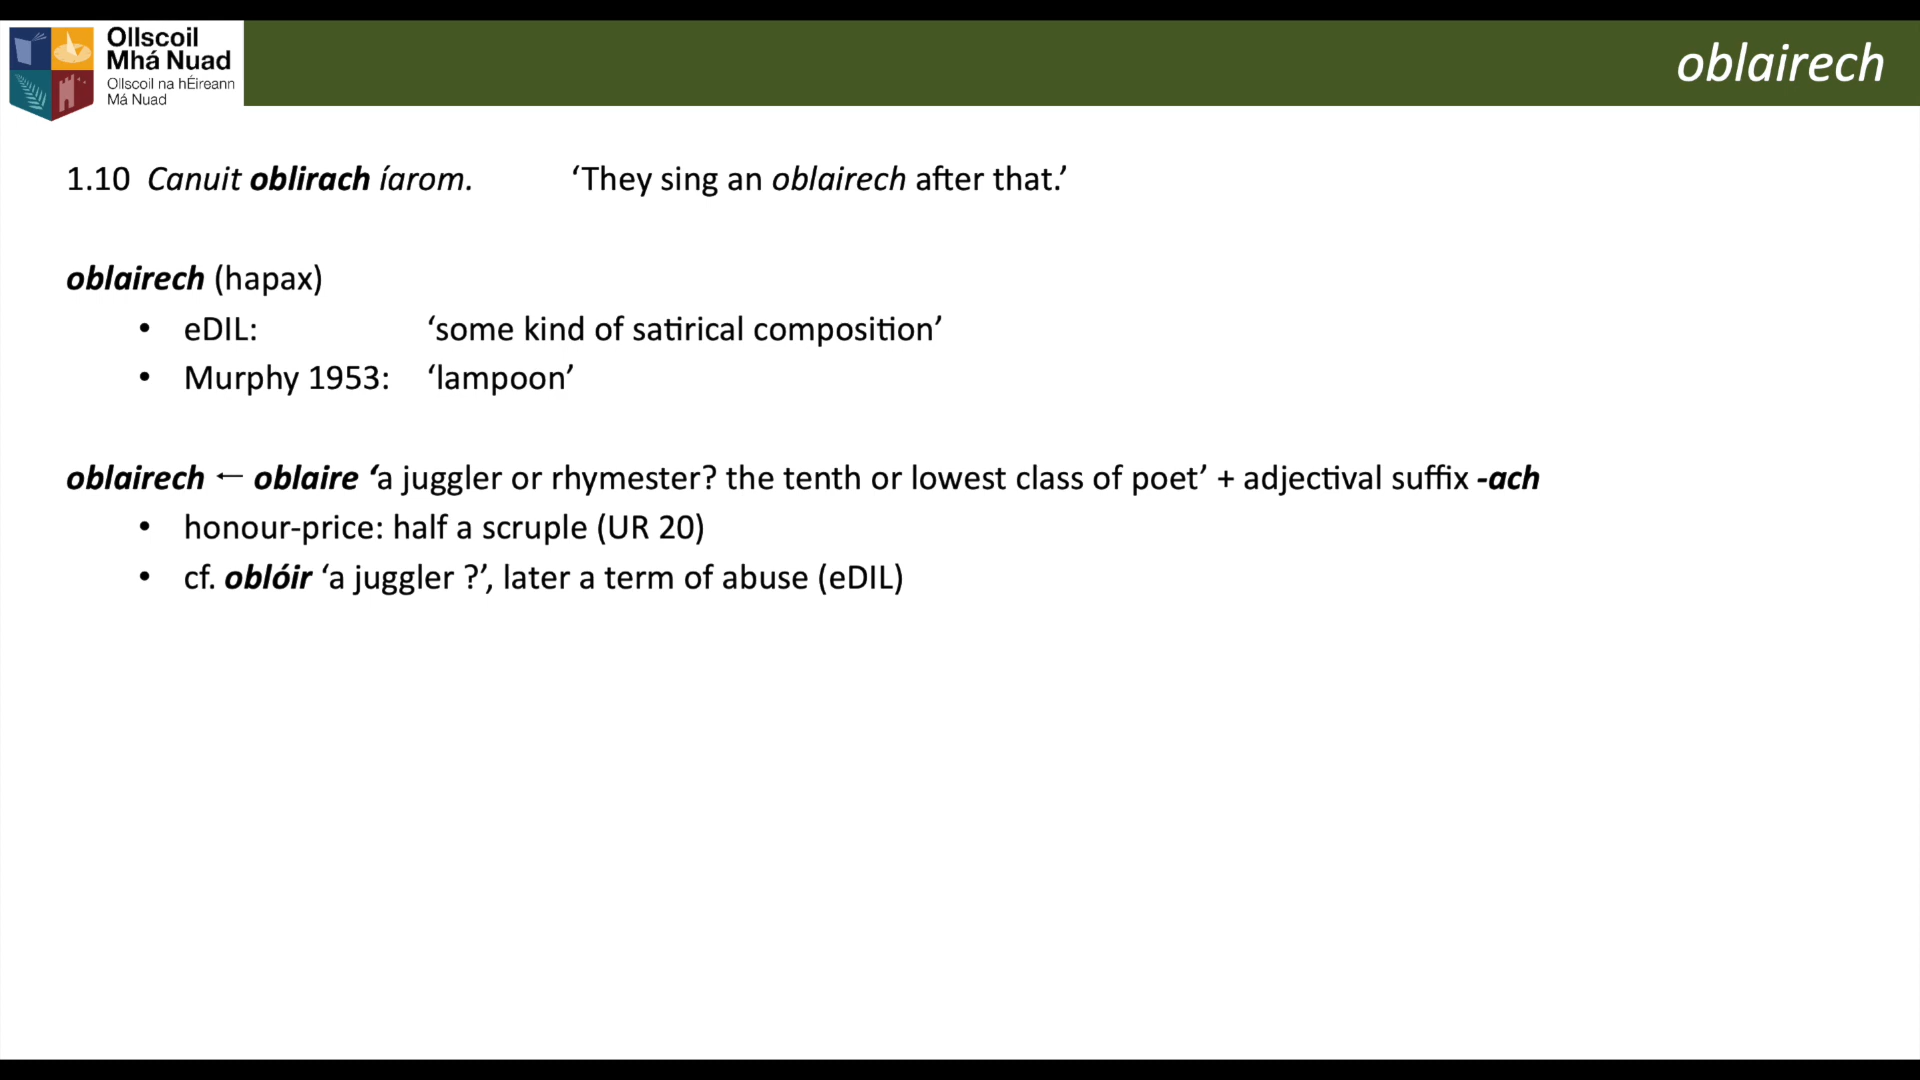 Ollscoil
Mhá Nuad
Ollscoil na hÉireann
Má Nuad
oblairech
1.10 Canuit oblirach íarom. ‘They sing an oblairech after that.’
oblairech (hapax)
• eDIL: ‘some kind of satirical composition’
• Murphy 1953: ‘lampoon’
oblairech ← oblaire ‘a juggler or rhymester? the tenth or lowest class of poet’ + adjectival suffix -ach
• honour-price: half a scruple (UR 20)
• cf. oblóir ‘a juggler ?’, later a term of abuse (eDIL)